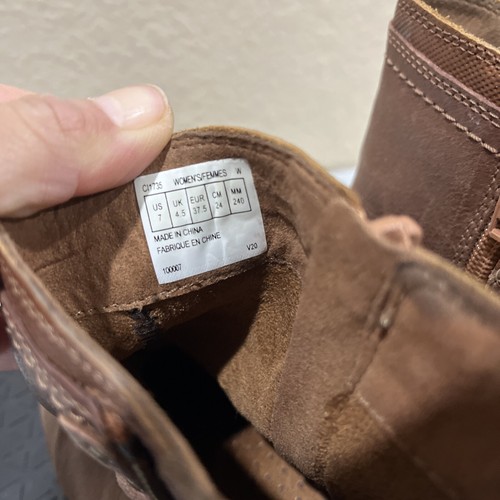 CJ1735 WOMEN'S/FEMMES W
US UK EUR CM MM
7 4.5 37.5 24 240
MADE IN CHINA
FABRIQUE EN CHINE
100007 V20